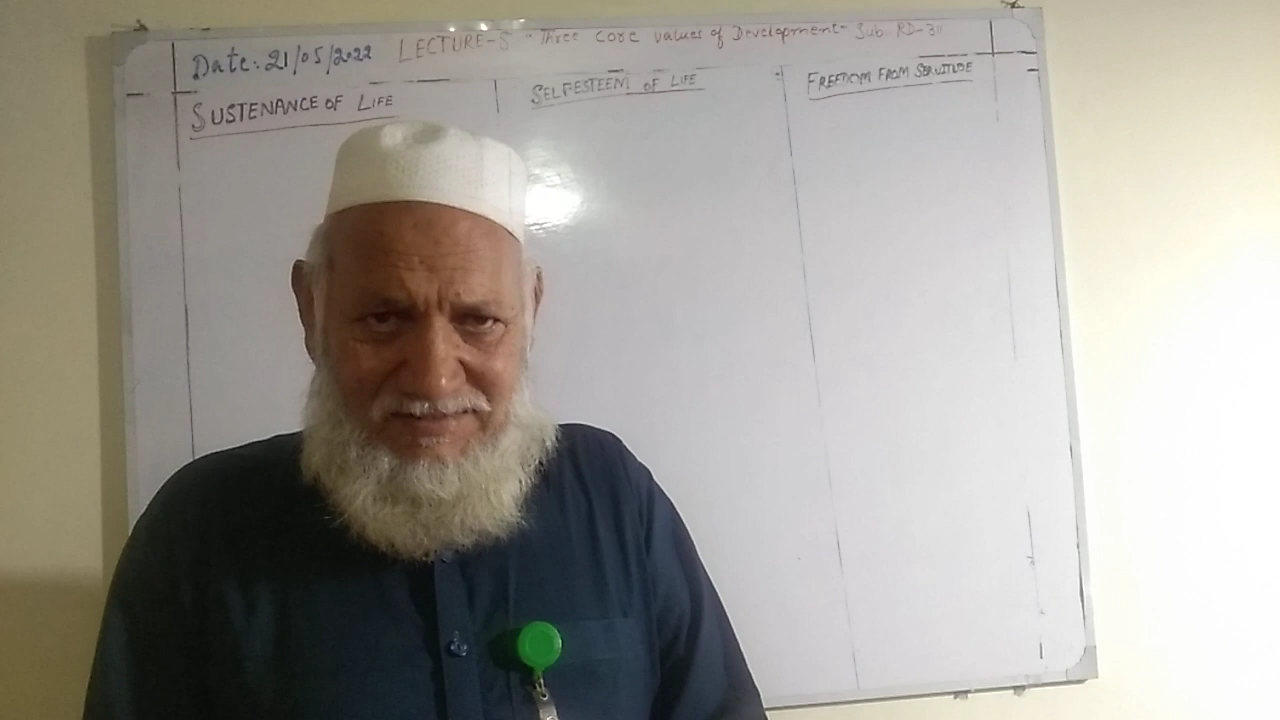 Date: 21/05/2022 LECTURE-5 "Three core values of Development" Sub. RD-311
SUSTENANCE OF LIFE
SELFESTEEM OF LIFE
FREEDOM FROM SERVITUDE